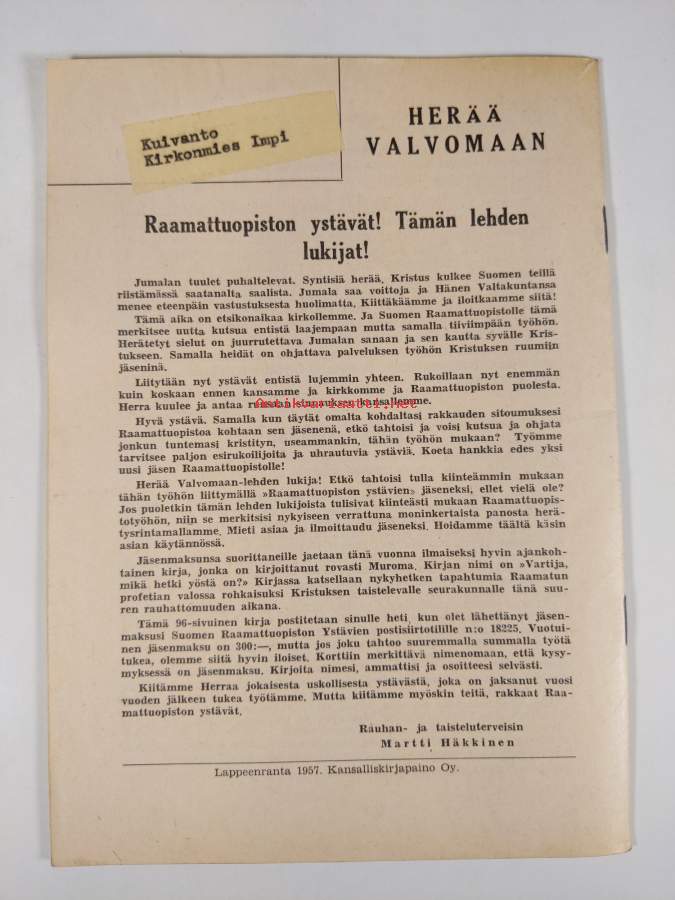 Kuivanto
Kirkonmies Impi
HERÄÄ
VALVOMAAN
Raamattuopiston ystävät! Tämän lehden
lukijat!
Jumalan tuulet puhaltelevat. Syntisiä herää. Kristus kulkee Suomen teillä
riistämässä saatanalta saalista. Jumala saa voittoja ja Hänen Valtakuntansa
menee eteenpäin vastustuksesta huolimatta. Kiittäkäämme ja iloitkaamme siitä!
Tämä aika on etsikonaikaa kirkollemme. Ja Suomen Raamattuopistolle tämä
merkitsee uutta kutsua entistä laajempaan mutta samalla tiiviimpään työhön.
Herätetyt sielut on juurrutettava Jumalan sanaan ja sen kautta syvälle Kris-
tukseen. Samalla heidät on ohjattava palveluksen työhön Kristuksen ruumiin
jäseninä.
Liitytään nyt ystävät entistä lujemmin yhteen. Rukoillaan nyt enemmän
kuin koskaan ennen kansamme ja kirkkomme ja Raamattuopiston puolesta.
Herra kuulee ja antaa runsaan siunauksen kansallemme.
Antikvariaatti.net
Hyvä ystävä. Samalla kun täytät omalta kohdaltasi rakkauden sitoumuksesi
Raamattuopistoa kohtaan sen jäsenenä, etkö tahtoisi ja voisi kutsua ja ohjata
jonkun tuntemasi kristityn, useammankin, tähän työhön mukaan? Työmme
tarvitsee paljon esirukoilijoita ja uhrautuvia ystäviä. Koeta hankkia edes yksi
uusi jäsen Raamattuopistolle!
Herää Valvomaan-lehden lukija! Etkö tahtoisi tulla kiinteämmin mukaan
tähän työhön liittymällä »Raamattuopiston ystävien» jäseneksi, ellet vielä ole?
Jos puoletkin tämän lehden lukijoista tulisivat kiinteästi mukaan Raamattuopis-
totyöhön, niin se merkitsisi nykyiseen verrattuna moninkertaista panosta herä-
tysrintamallamme. Mieti asiaa ja ilmoittaudu jäseneksi. Hoidamme täältä käsin
asian käytännössä.
Jäsenmaksunsa suorittaneille jaetaan tänä vuonna ilmaiseksi hyvin ajankoh-
tainen kirja, jonka on kirjoittanut rovasti Muroma. Kirjan nimi on »Vartija,
mikä hetki yöstä on?» Kirjassa katsellaan nykyhetken tapahtumia Raamatun
profetian valossa rohkaisuksi Kristuksen taistelevalle seurakunnalle tänä suu-
ren rauhattomuuden aikana.
Tämä 96-sivuinen kirja postitetaan sinulle heti, kun olet lähettänyt jäsen-
maksusi Suomen Raamattuopiston Ystävien postisiirtotilille n:o 18225. Vuotui-
nen jäsenmaksu on 300:—, mutta jos joku tahtoo suuremmalla summalla työtä
tukea, olemme siitä hyvin iloiset. Korttiin merkittävä nimenomaan, että kysy-
myksessä on jäsenmaksu. Kirjoita nimesi, ammattisi ja osoitteesi selvästi.
Kiitämme Herraa jokaisesta uskollisesta ystävästä, joka on jaksanut vuosi
vuoden jälkeen tukea työtämme. Mutta kiitämme myöskin teitä, rakkaat Raa-
mattuopiston ystävät.
Rauhan- ja taisteluterveisin
Martti Häkkinen
Lappeenranta 1957. Kansalliskirjapaino Oy.